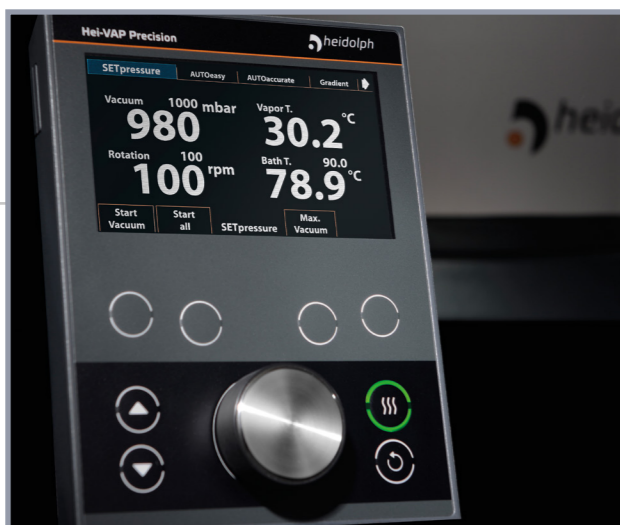 Hei-VAP Precision
heidolph
SETpressure AUTOeasy AUTOaccurate Gradient
Vacuum 1000 mbar
980
Vapor T.
30.2 °C
Rotation 100
100 rpm
Bath T. 90.0
78.9 °C
Start Vacuum
Start all
SETpressure
Max. Vacuum
heid